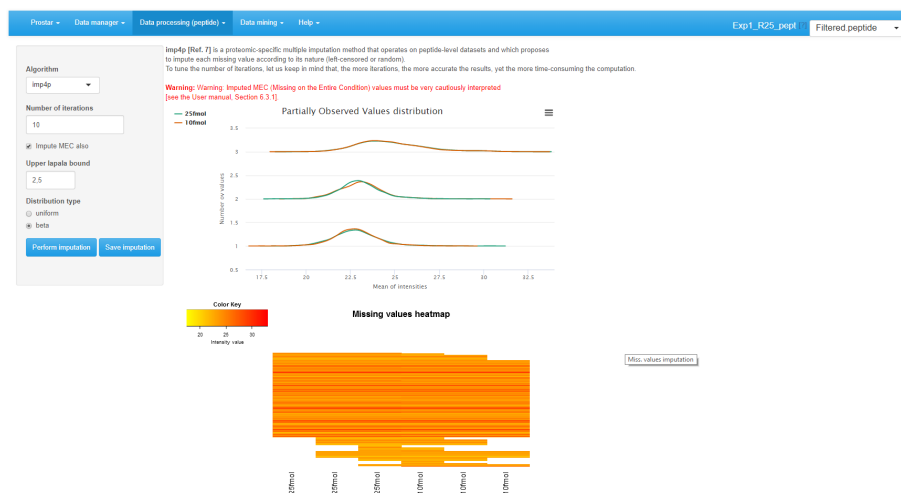 Prostar
Data manager
Data processing (peptide)
Data mining
Help
Exp1_R25_pept
Filtered.peptide
imp4p [Ref. 7] is a proteomic-specific multiple imputation method that operates on peptide-level datasets and which proposes
to impute each missing value according to its nature (left-censored or random).
To tune the number of iterations, let us keep in mind that, the more iterations, the more accurate the results, yet the more time-consuming the computation.
Warning: Warning: Imputed MEC (Missing on the Entire Condition) values must be very cautiously interpreted
[see the User manual, Section 6.3.1]
Algorithm
imp4p
Number of iterations
10
Impute MEC also
Upper lapala bound
2.5
Distribution type
uniform
beta
Perform imputation
Save imputation
25fmol
10fmol
Partially Observed Values distribution
Number ov values
3.5
3
2.5
2
1.5
1
0.5
17.5
20
22.5
25
27.5
30
32.5
Mean of intensities
Color Key
20
25
30
Intensity value
Missing values heatmap
Miss. values imputation
25fmol
25fmol
25fmol
10fmol
10fmol
10fmol